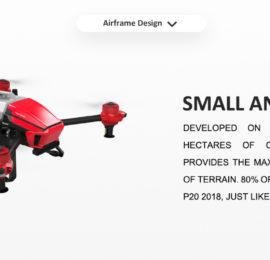 Airframe Design
SMALL AN
DEVELOPED ON
HECTARES OF
PROVIDES THE MAX
OF TERRAIN. 80% OF
P20 2018, JUST LIKE